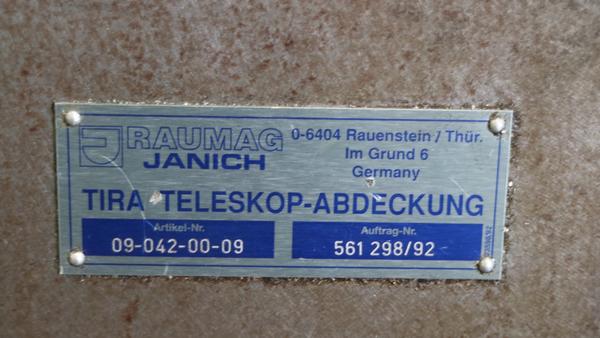 RAUMAG
JANICH
O-6404 Rauenstein / Thür.
Im Grund 6
Germany
TIRA-TELESKOP-ABDECKUNG
Artikel-Nr.
09-042-00-09
Auftrag-Nr.
561 298/92